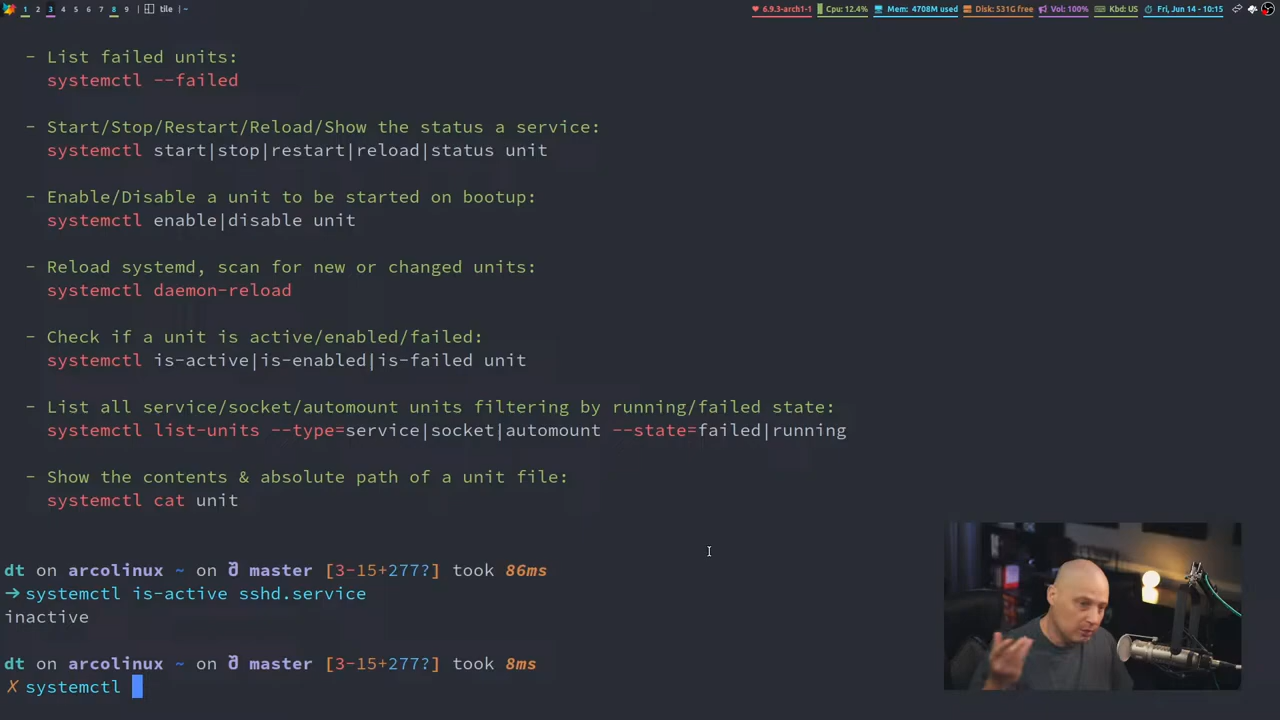 1 2 3 4 5 6 7 8 9 | tile | ~ ♥ 6.9.3-arch1-1 Cpu: 12.4% Mem: 4708M used Disk: 531G free Vol: 100% Kbd: US Fri, Jun 14 - 10:15
- List failed units:
systemctl --failed
- Start/Stop/Restart/Reload/Show the status a service:
systemctl start|stop|restart|reload|status unit
- Enable/Disable a unit to be started on bootup:
systemctl enable|disable unit
- Reload systemd, scan for new or changed units:
systemctl daemon-reload
- Check if a unit is active/enabled/failed:
systemctl is-active|is-enabled|is-failed unit
- List all service/socket/automount units filtering by running/failed state:
systemctl list-units --type=service|socket|automount --state=failed|running
- Show the contents & absolute path of a unit file:
systemctl cat unit
dt on arcolinux ~ on master [3-15+277?] took 86ms
➜ systemctl is-active sshd.service
inactive
dt on arcolinux ~ on master [3-15+277?] took 8ms
✗ systemctl